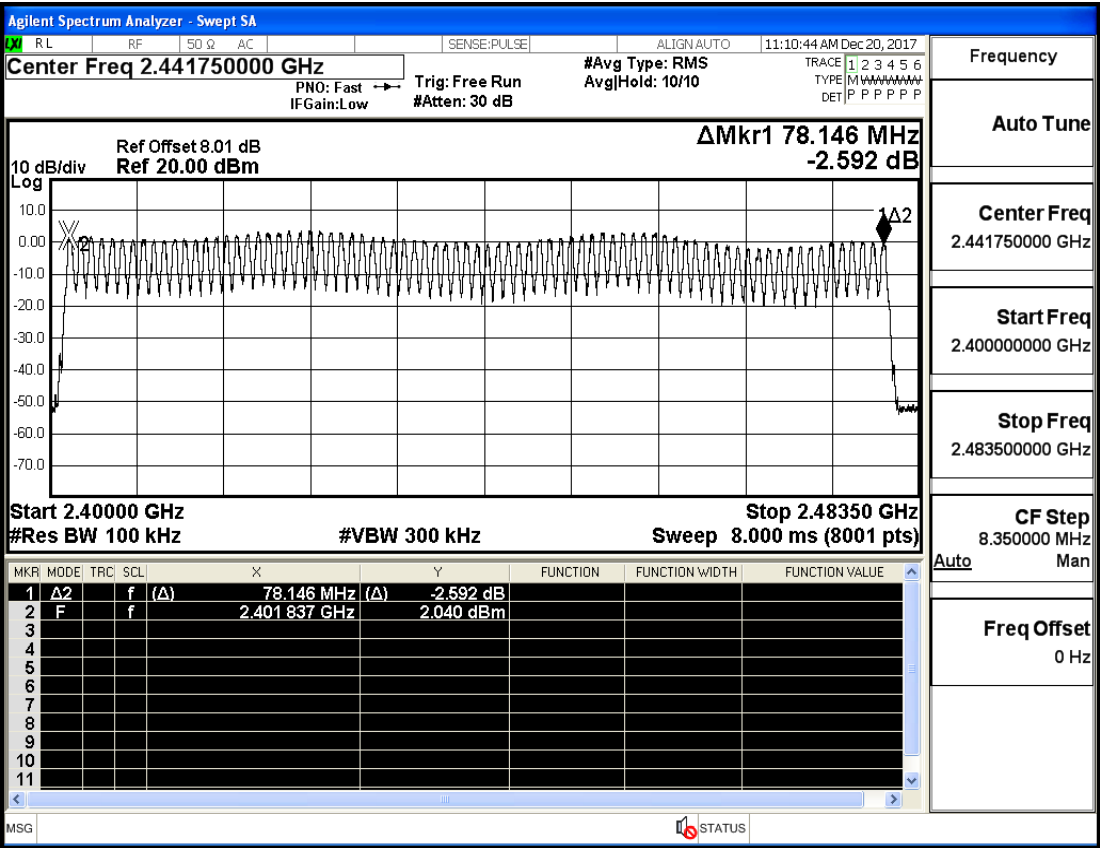 Agilent Spectrum Analyzer - Swept SA
LXI RL RF 50 Ω AC SENSE:PULSE ALIGNAUTO 11:10:44 AM Dec 20, 2017
Center Freq 2.441750000 GHz
PNO: Fast
IFGain:Low
Trig: Free Run
#Atten: 30 dB
#Avg Type: RMS
Avg|Hold: 10/10
TRACE 1 2 3 4 5 6
TYPE M W W W W W
DET P P P P P P
ΔMkr1 78.146 MHz
-2.592 dB
Ref Offset 8.01 dB
10 dB/div Ref 20.00 dBm
Log
10.0
0.00
-10.0
-20.0
-30.0
-40.0
-50.0
-60.0
-70.0
2
1Δ2
Start 2.40000 GHz Stop 2.48350 GHz
#Res BW 100 kHz #VBW 300 kHz Sweep 8.000 ms (8001 pts)
MKR MODE TRC SCL X Y FUNCTION FUNCTION WIDTH FUNCTION VALUE
1 Δ2 f (Δ) 78.146 MHz (Δ) -2.592 dB
2 F f 2.401 837 GHz 2.040 dBm
3
4
5
6
7
8
9
10
11
MSG STATUS
Frequency
Auto Tune
Center Freq
2.441750000 GHz
Start Freq
2.400000000 GHz
Stop Freq
2.483500000 GHz
CF Step
8.350000 MHz
Auto Man
Freq Offset
0 Hz